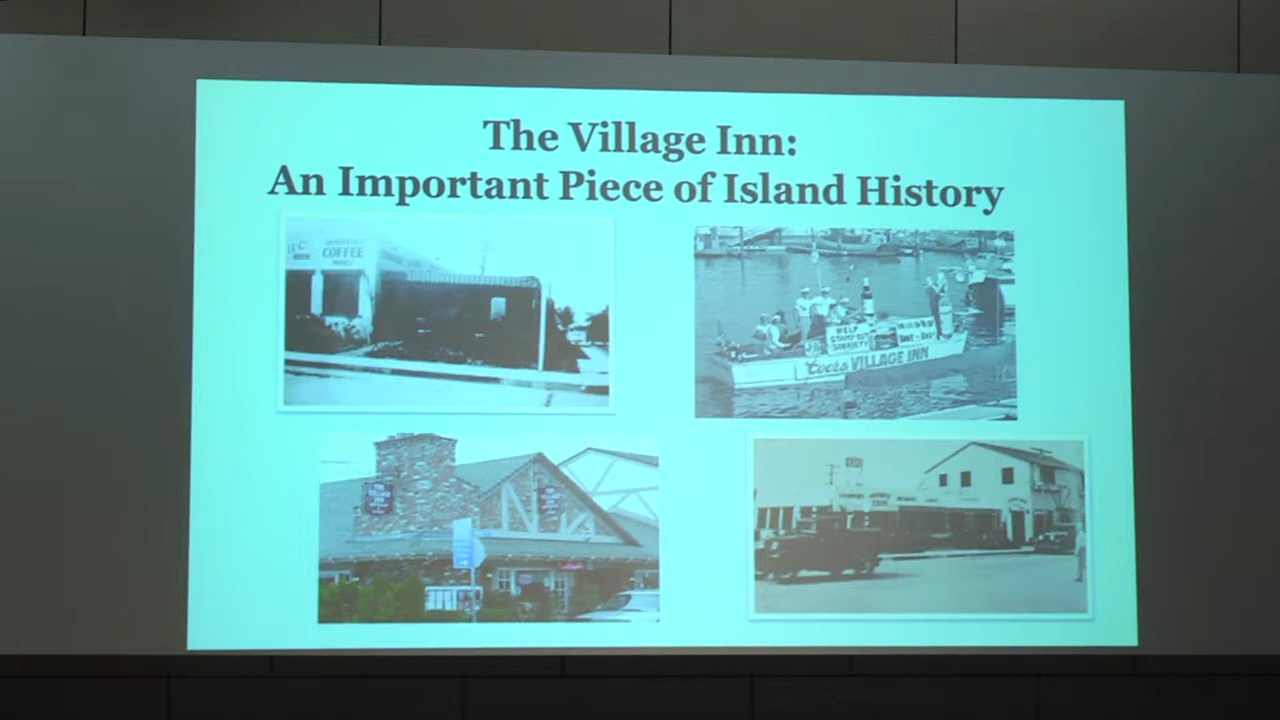 The Village Inn:
An Important Piece of Island History
COFFEE
HELP
STAMP OUT
SOBRIETY
Coors VILLAGE INN